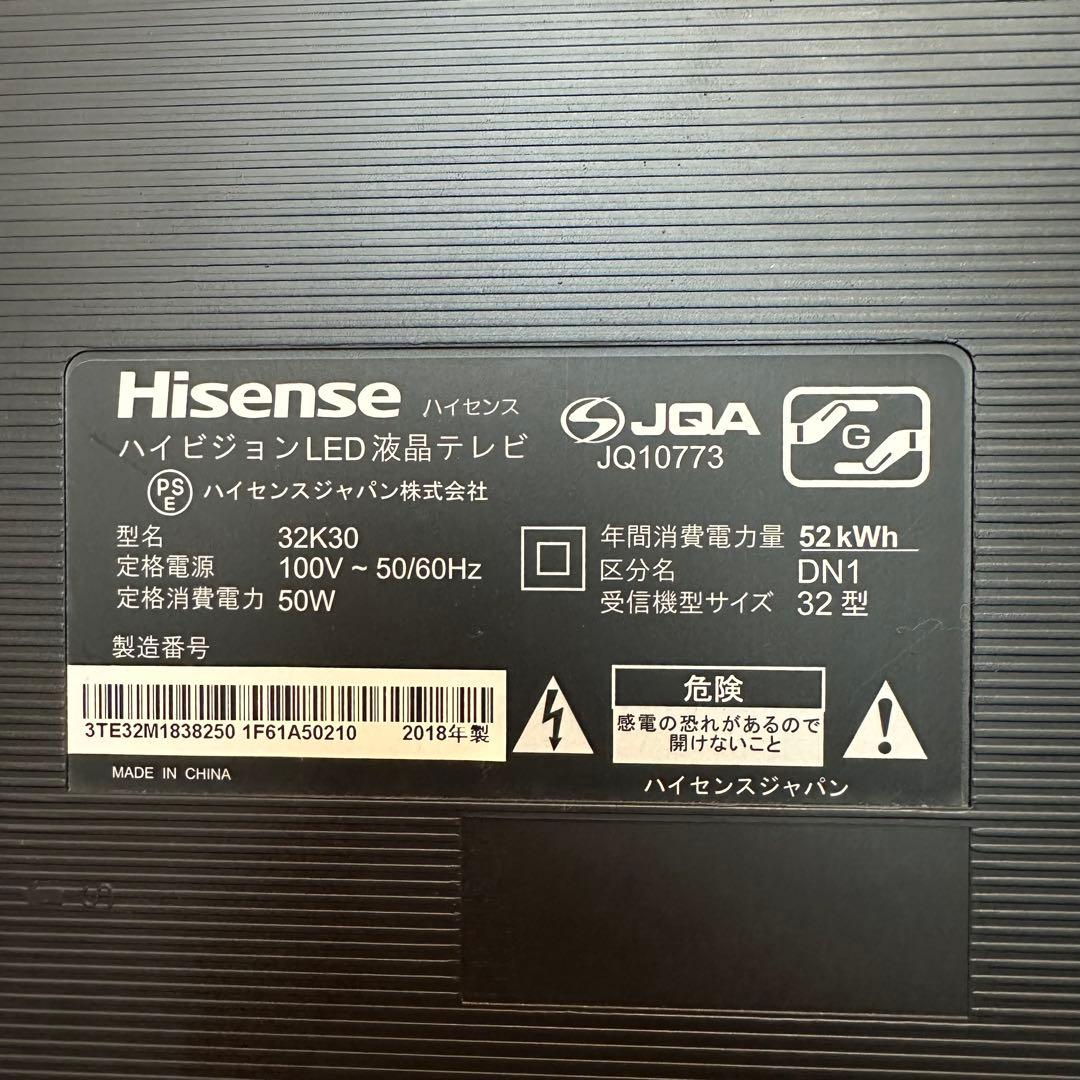 Hisense ハイセンス
ハイビジョンLED液晶テレビ
PSE ハイセンスジャパン株式会社
JQA
JQ10773
G
型名 32K30
定格電源 100V ~ 50/60Hz
定格消費電力 50W
年間消費電力量 52 kWh
区分名 DN1
受信機型サイズ 32型
製造番号
3TE32M1838250 1F61A50210 2018年製
MADE IN CHINA
危険
感電の恐れがあるので
開けないこと
ハイセンスジャパン